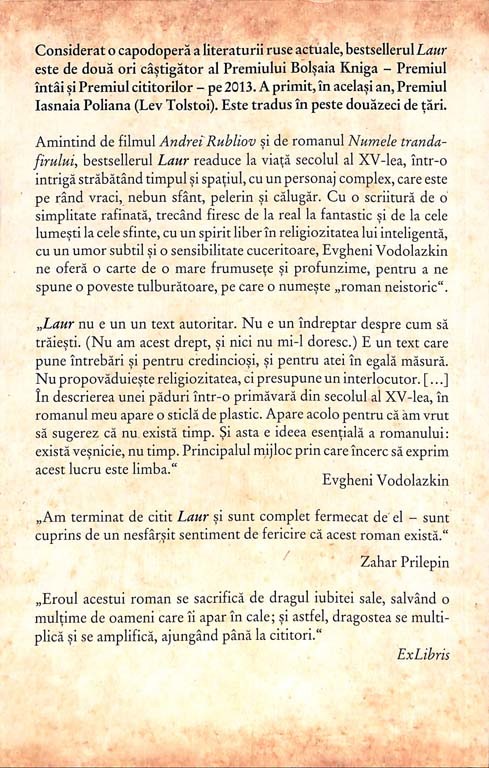 Considerat o capodoperă a literaturii ruse actuale, bestsellerul Laur
este de două ori câștigător al Premiului Bolșaia Kniga – Premiul
întâi și Premiul cititorilor – pe 2013. A primit, în același an, Premiul
Iasnaia Poliana (Lev Tolstoi). Este tradus în peste douăzeci de țări.
Amintind de filmul Andrei Rubliov și de romanul Numele tranda-
firului, bestsellerul Laur readuce la viață secolul al XV-lea, într-o
intrigă străbătând timpul și spațiul, cu un personaj complex, care este
pe rând vraci, nebun sfânt, pelerin și călugăr. Cu o scriitură de o
simplitate rafinată, trecând firesc de la real la fantastic și de la cele
lumești la cele sfinte, cu un spirit liber în religiozitatea lui inteligentă,
cu un umor subtil și o sensibilitate cuceritoare, Evgheni Vodolazkin
ne oferă o carte de o mare frumusețe și profunzime, pentru a ne
spune o poveste tulburătoare, pe care o numește „roman neistoric“.
„Laur nu e un un text autoritar. Nu e un îndreptar despre cum să
trăiești. (Nu am acest drept, și nici nu mi-l doresc.) E un text care
pune întrebări și pentru credincioși, și pentru atei în egală măsură.
Nu propovăduiește religiozitatea, ci presupune un interlocutor. […]
În descrierea unei păduri într-o primăvară din secolul al XV-lea, în
romanul meu apare o sticlă de plastic. Apare acolo pentru că am vrut
să sugerez că nu există timp. Și asta e ideea esențială a romanului:
există veșnicie, nu timp. Principalul mijloc prin care încerc să exprim
acest lucru este limba.“
Evgheni Vodolazkin
„Am terminat de citit Laur și sunt complet fermecat de el – sunt
cuprins de un nesfârșit sentiment de fericire că acest roman există.“
Zahar Prilepin
„Eroul acestui roman se sacrifică de dragul iubitei sale, salvând o
mulțime de oameni care îi apar în cale; și astfel, dragostea se multi-
plică și se amplifică, ajungând până la cititori.“
ExLibris